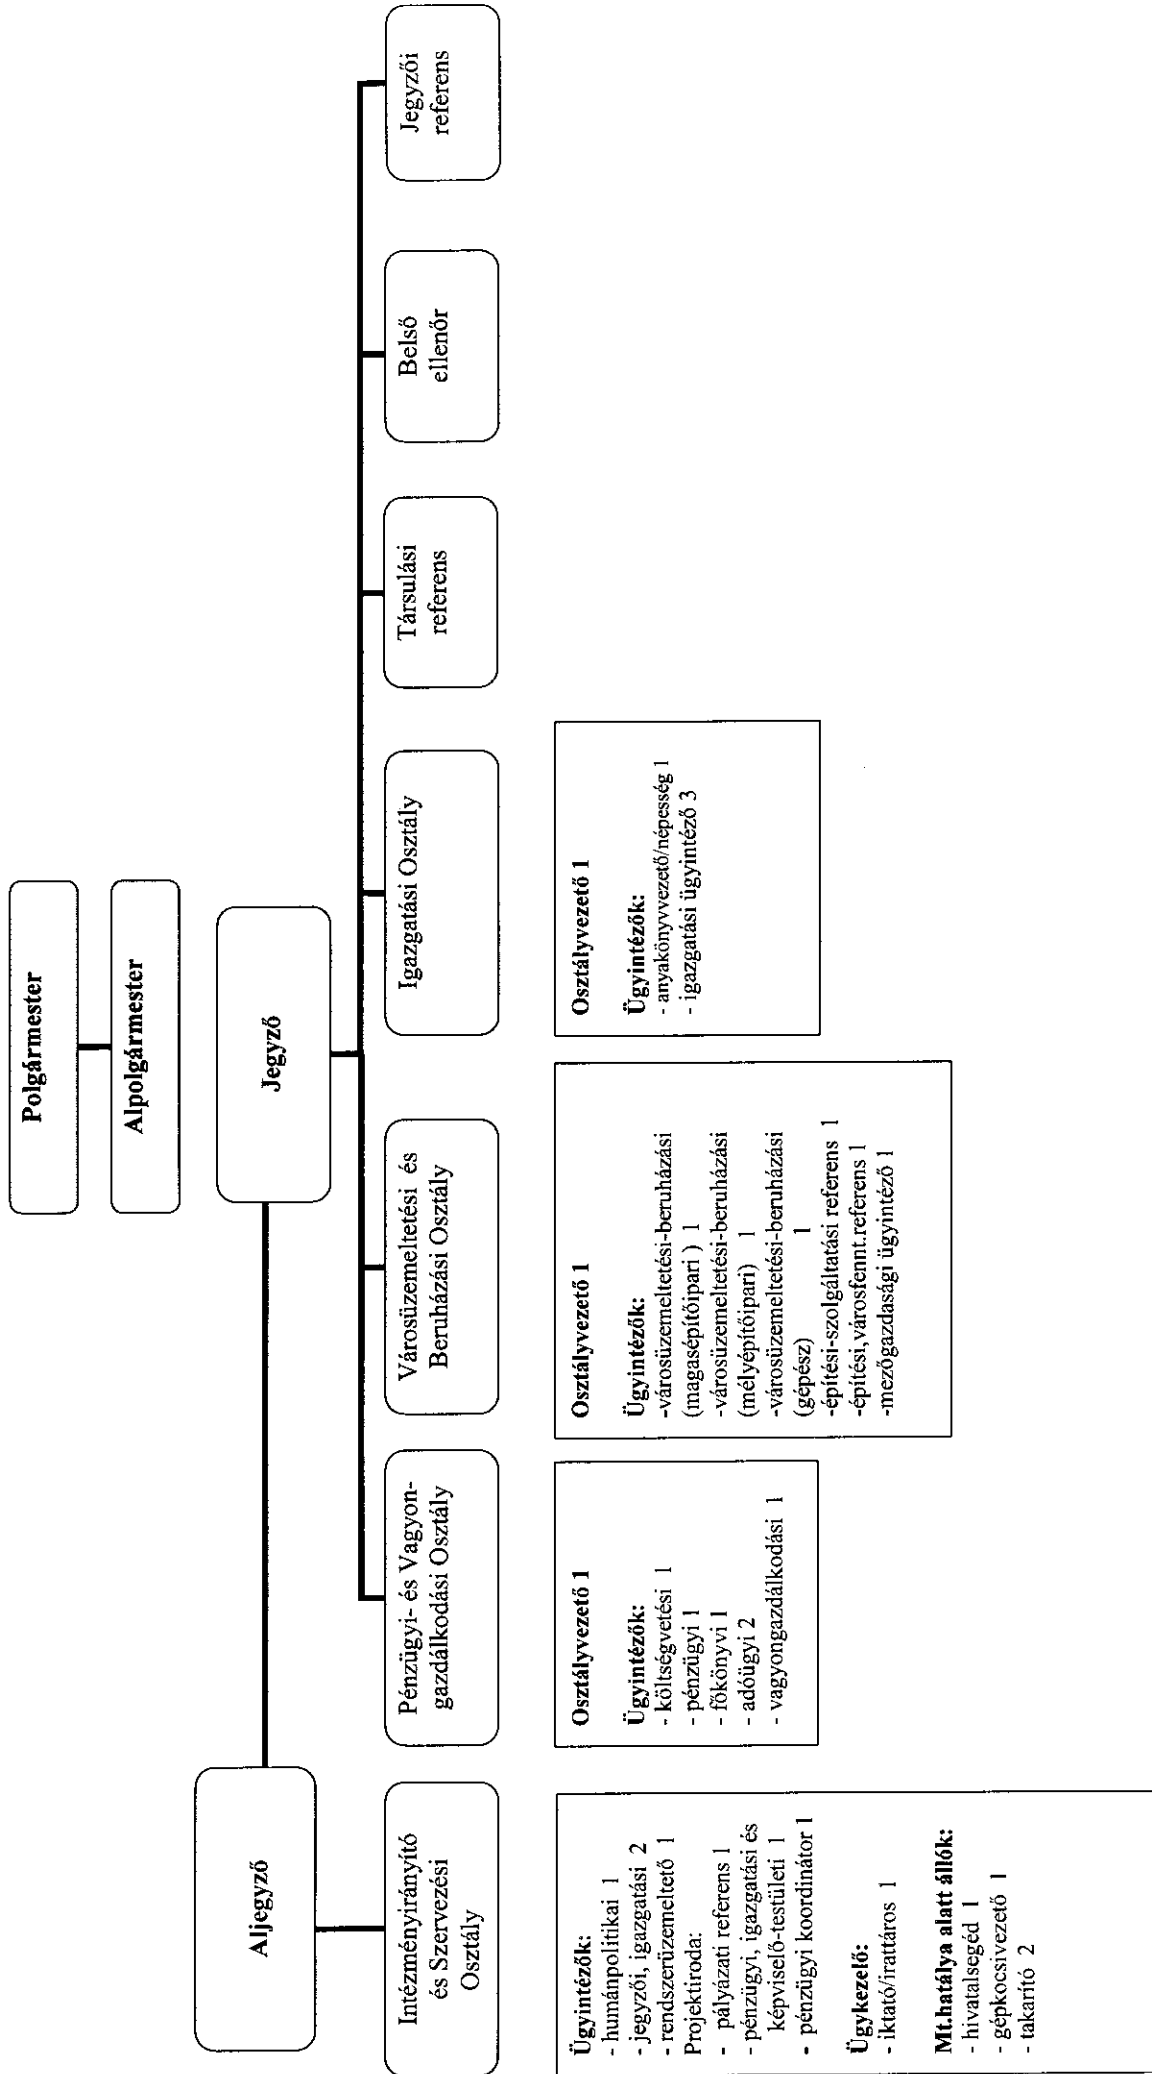 Polgármester
Alpolgármester
Aljegyző
Jegyző
Intézményirányító
és Szervezési
Osztály
Pénzügyi- és Vagyon-
gazdálkodási Osztály
Városüzemeltetési és
Beruházási Osztály
Igazgatási Osztály
Társulási
referens
Belső
ellenőr
Jegyzői
referens
Ügyintézők:
- humánpolitikai 1
- jegyzői, igazgatási 2
- rendszerüzemeltető 1
Projektiroda:
- pályázati referens 1
- pénzügyi, igazgatási és
képviselő-testületi 1
- pénzügyi koordinátor 1
Ügykezelő:
- iktató/irattáros 1
Mt.hatálya alatt állók:
- hivatalsegéd 1
- gépkocsivezető 1
- takarító 2
Osztályvezető 1
Ügyintézők:
- költségvetési 1
- pénzügyi 1
- főkönyvi 1
- adóügyi 2
- vagyongazdálkodási 1
Osztályvezető 1
Ügyintézők:
-városüzemeltetési-beruházási
(magasépítőipari ) 1
-városüzemeltetési-beruházási
(mélyépítőipari) 1
-városüzemeltetési-beruházási
(gépész) 1
-építési-szolgáltatási referens 1
-építési,városfennt.referens 1
-mezőgazdasági ügyintéző 1
Osztályvezető 1
Ügyintézők:
- anyakönyvvezető/népesség 1
- igazgatási ügyintéző 3